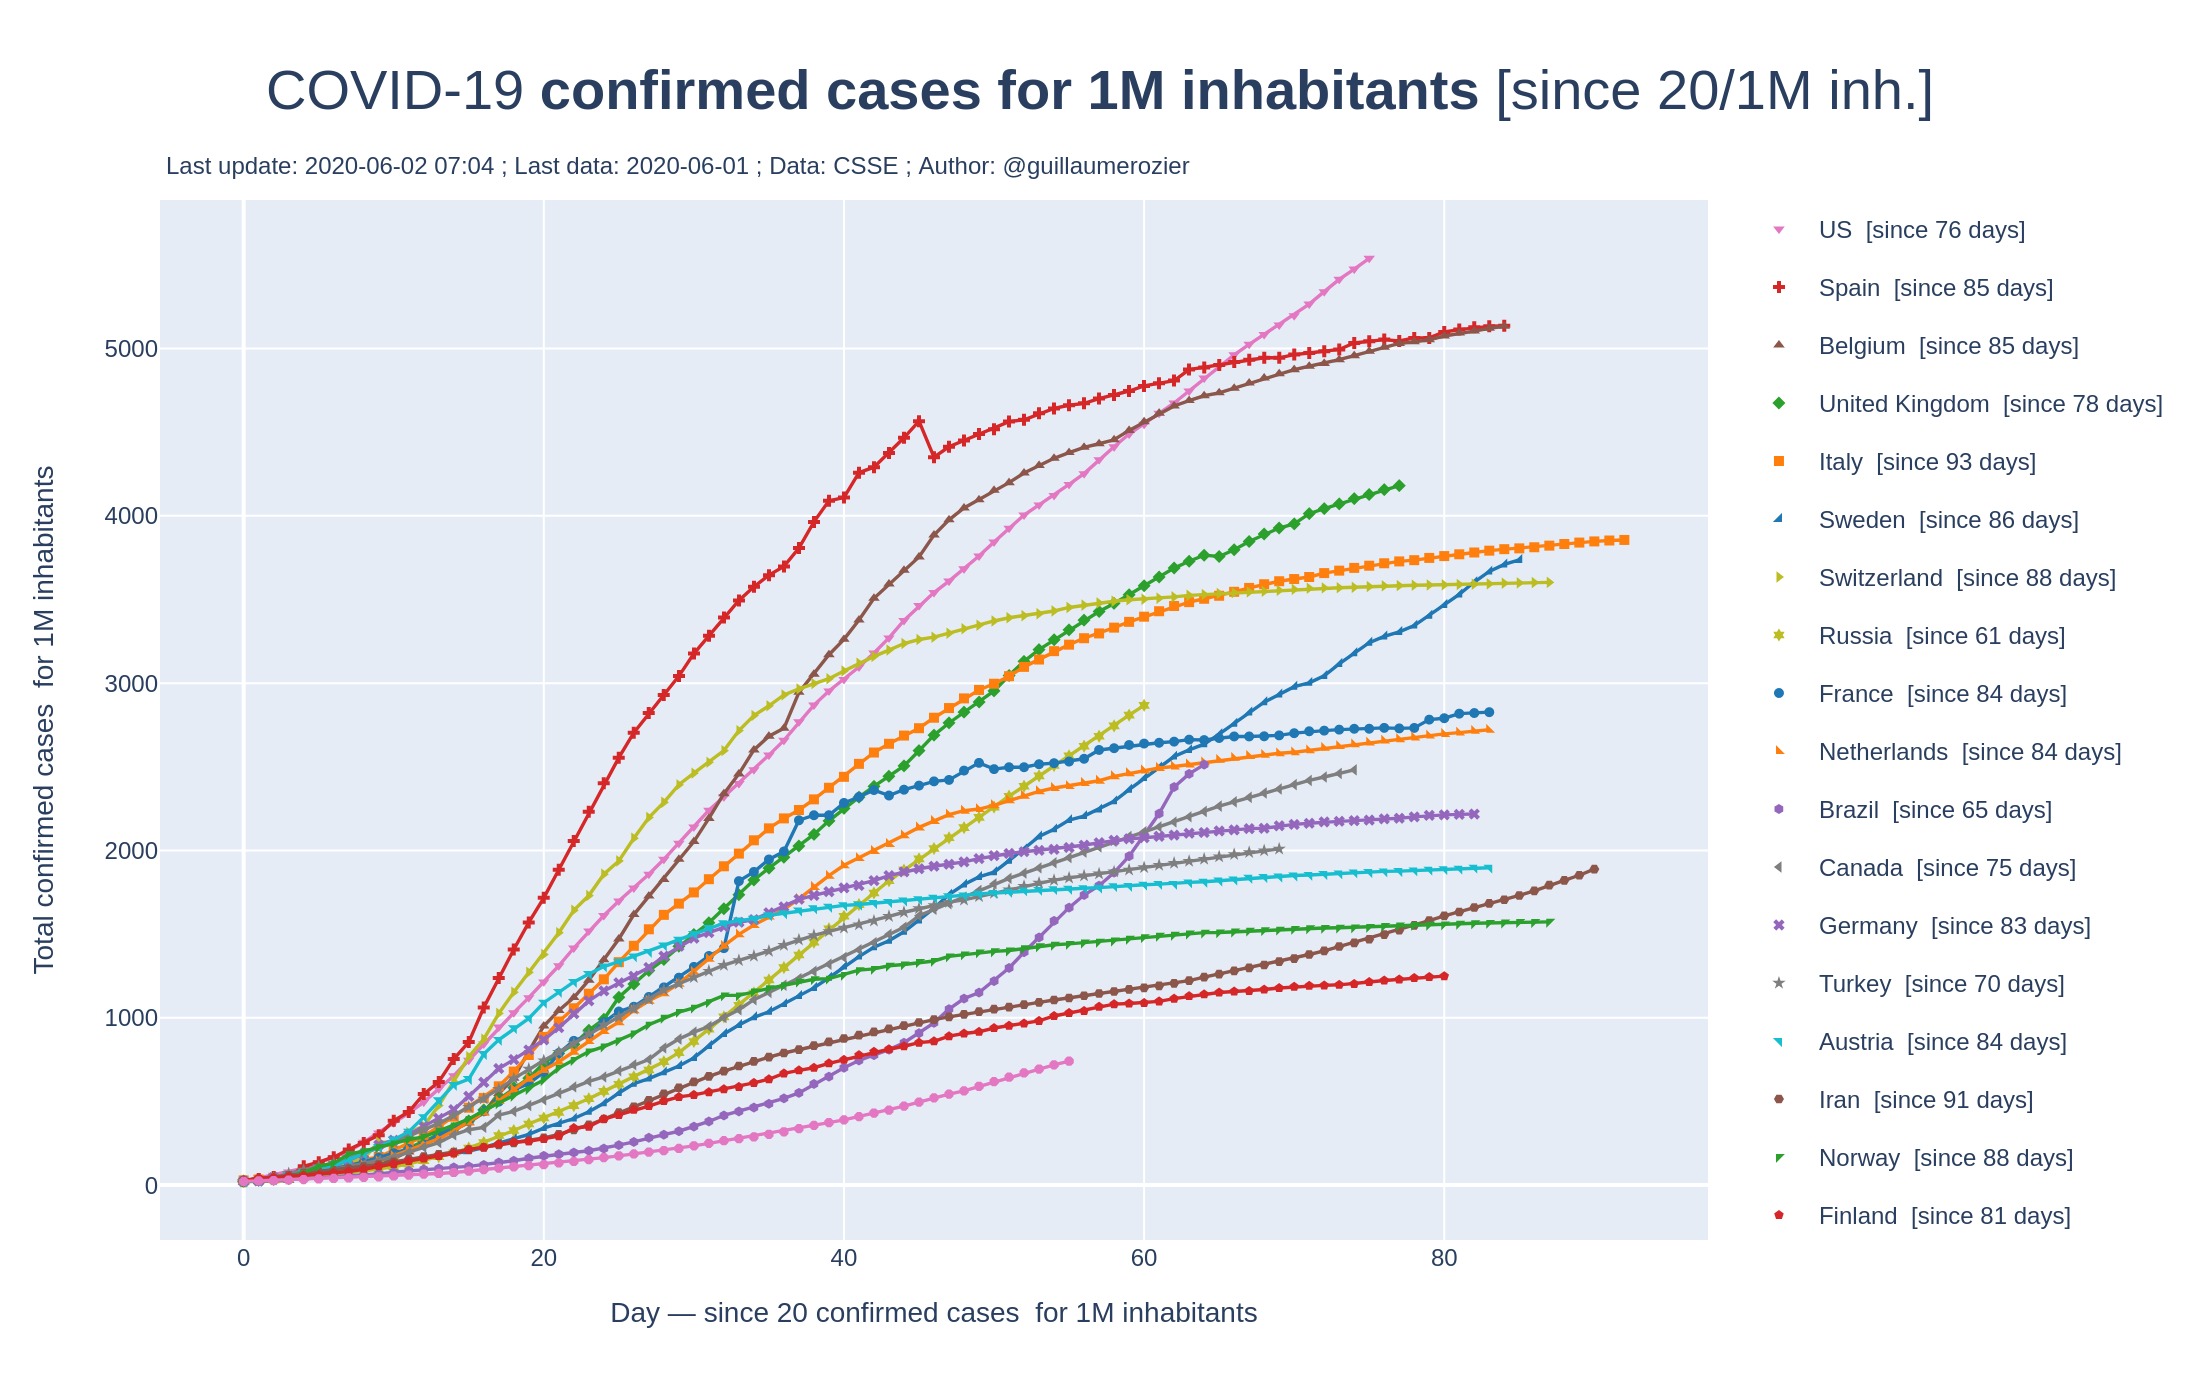 COVID-19 confirmed cases for 1M inhabitants [since 20/1M inh.]
Last update: 2020-06-02 07:04 ; Last data: 2020-06-01 ; Data: CSSE ; Author: @guillaumerozier
Total confirmed cases for 1M inhabitants
5000
4000
3000
2000
1000
0
0 20 40 60 80
Day — since 20 confirmed cases for 1M inhabitants
US [since 76 days]
Spain [since 85 days]
Belgium [since 85 days]
United Kingdom [since 78 days]
Italy [since 93 days]
Sweden [since 86 days]
Switzerland [since 88 days]
Russia [since 61 days]
France [since 84 days]
Netherlands [since 84 days]
Brazil [since 65 days]
Canada [since 75 days]
Germany [since 83 days]
Turkey [since 70 days]
Austria [since 84 days]
Iran [since 91 days]
Norway [since 88 days]
Finland [since 81 days]